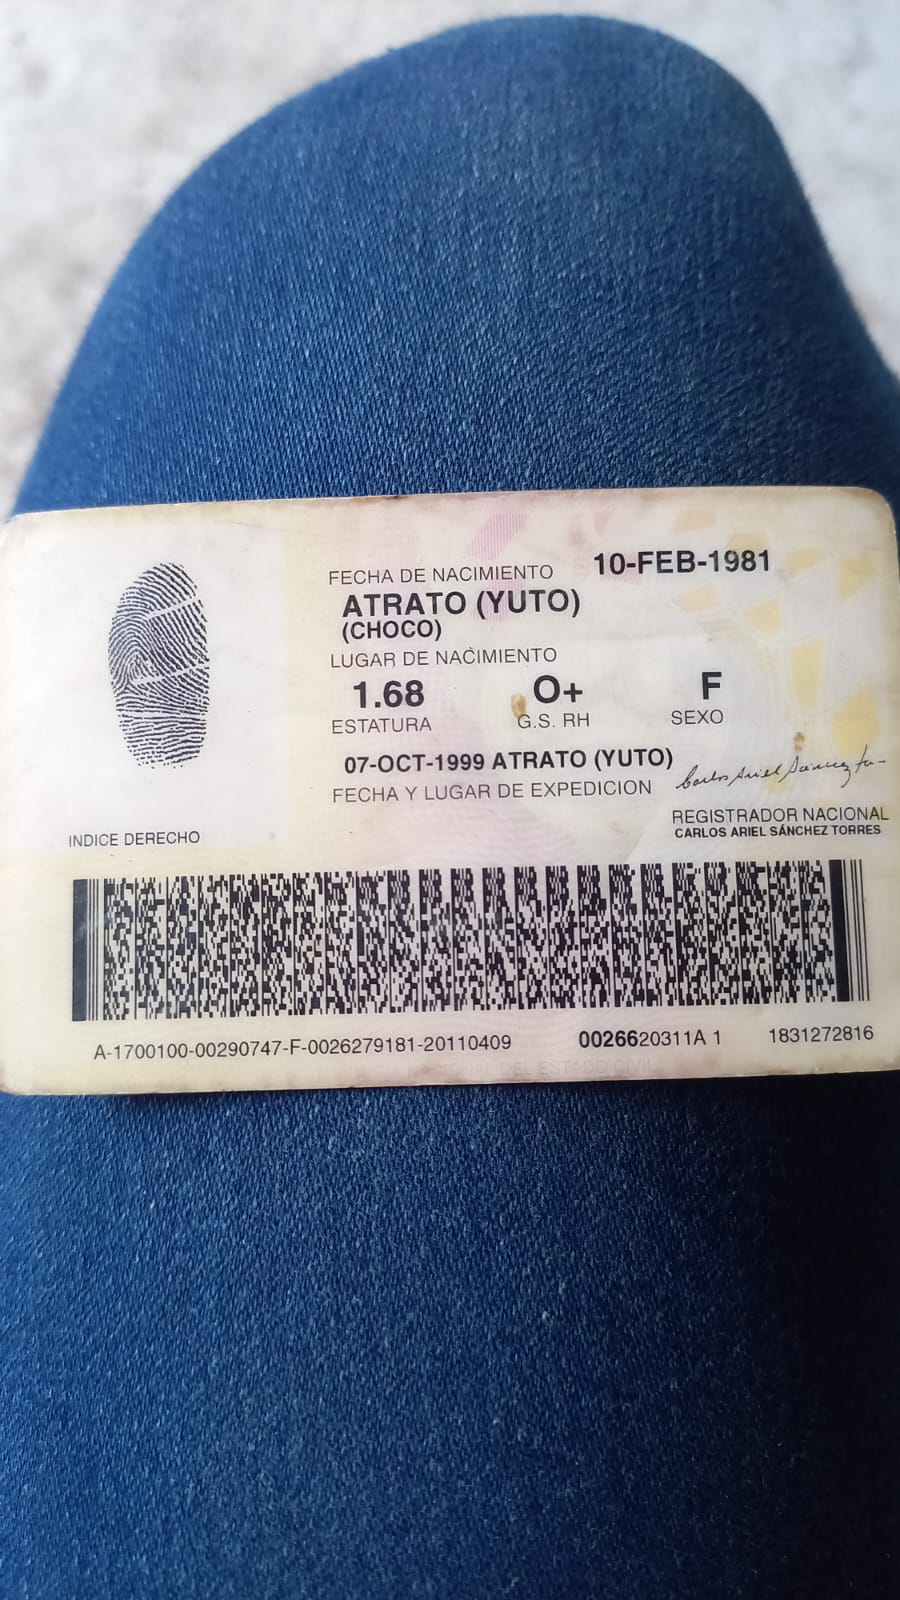 FECHA DE NACIMIENTO 10-FEB-1981
ATRATO (YUTO)
(CHOCO)
LUGAR DE NACIMIENTO
1.68 O+ F
ESTATURA G.S. RH SEXO
07-OCT-1999 ATRATO (YUTO)
FECHA Y LUGAR DE EXPEDICION
REGISTRADOR NACIONAL
CARLOS ARIEL SÁNCHEZ TORRES
INDICE DERECHO
A-1700100-00290747-F-0026279181-20110409 0026620311A 1 1831272816